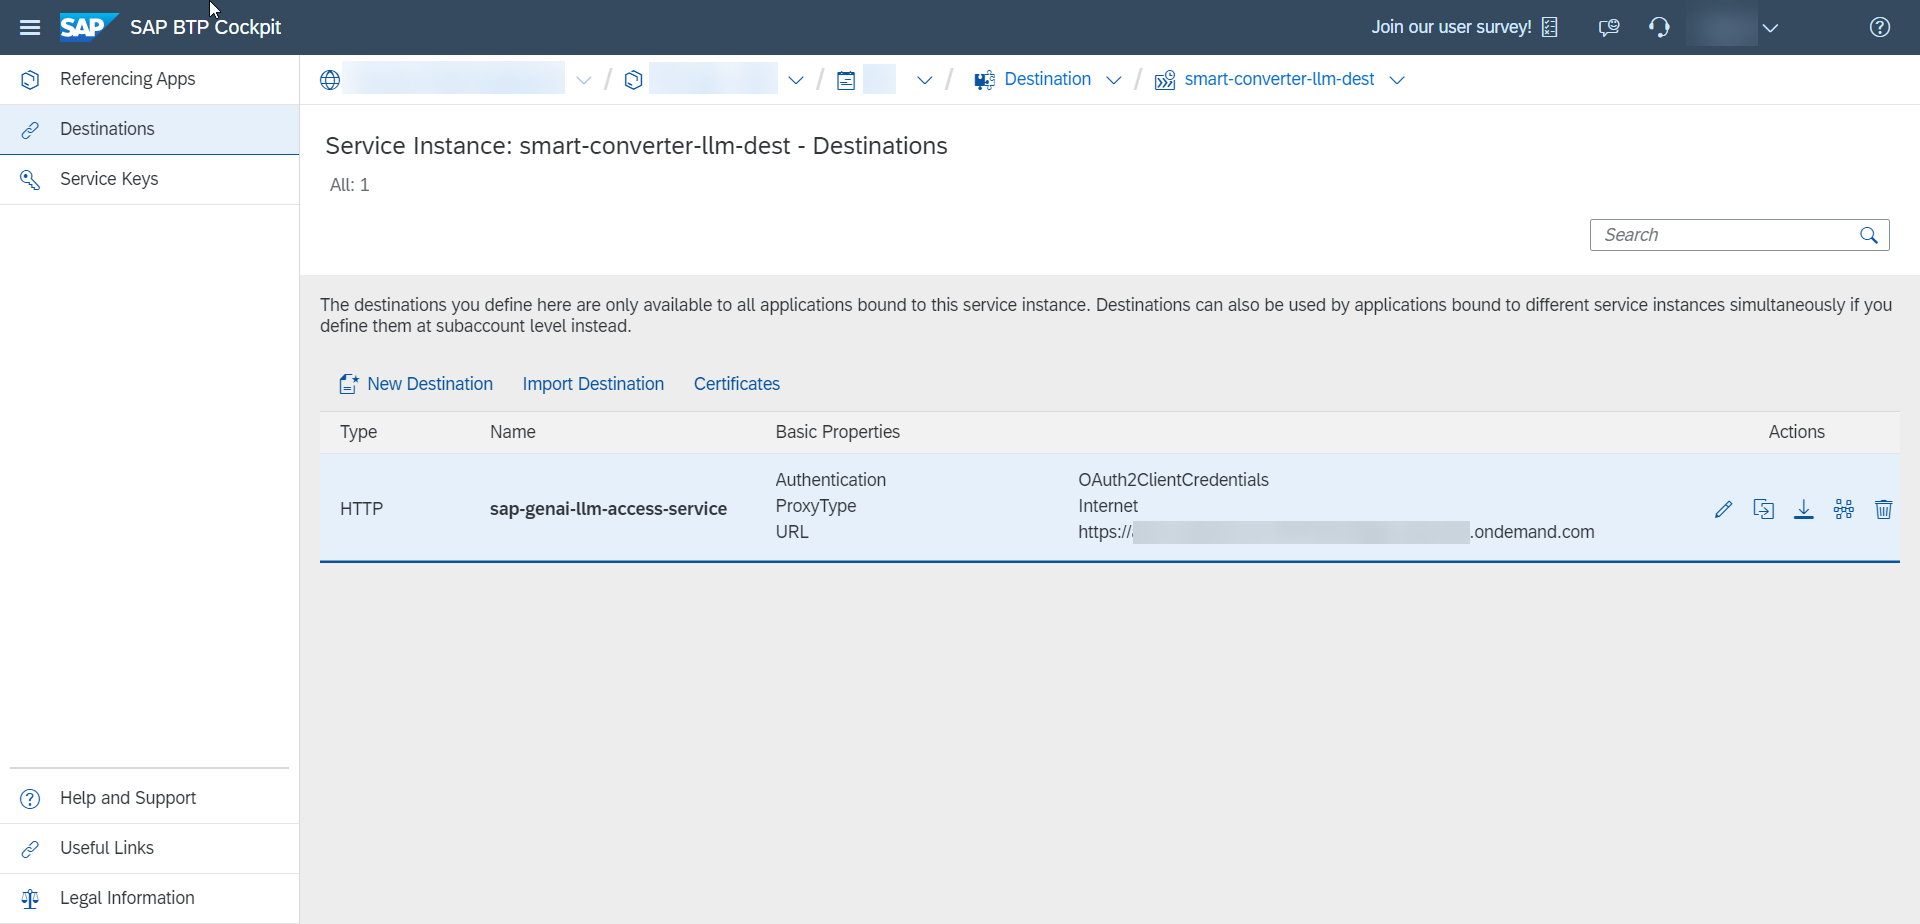 SAP
SAP BTP Cockpit
Join our user survey!
Referencing Apps
Destinations
Service Keys
/ / / Destination / smart-converter-llm-dest
Service Instance: smart-converter-llm-dest - Destinations
All: 1
Search
The destinations you define here are only available to all applications bound to this service instance. Destinations can also be used by applications bound to different service instances simultaneously if you
define them at subaccount level instead.
New Destination Import Destination Certificates
Type Name Basic Properties Actions
HTTP sap-genai-llm-access-service
Authentication OAuth2ClientCredentials
ProxyType Internet
URL https:// .ondemand.com
Help and Support
Useful Links
Legal Information